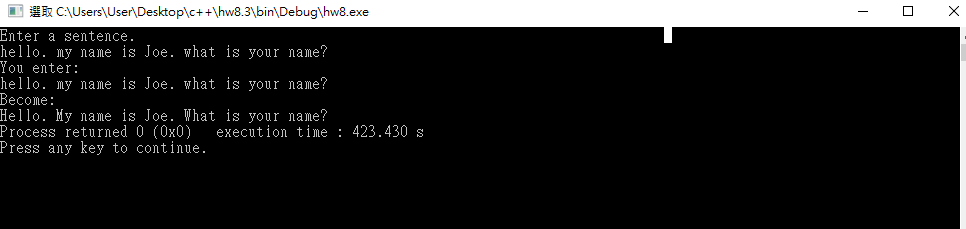 選取 C:\Users\User\Desktop\c++\hw8.3\bin\Debug\hw8.exe
Enter a sentence.
hello. my name is Joe. what is your name?
You enter:
hello. my name is Joe. what is your name?
Become:
Hello. My name is Joe. What is your name?
Process returned 0 (0x0)   execution time : 423.430 s
Press any key to continue.